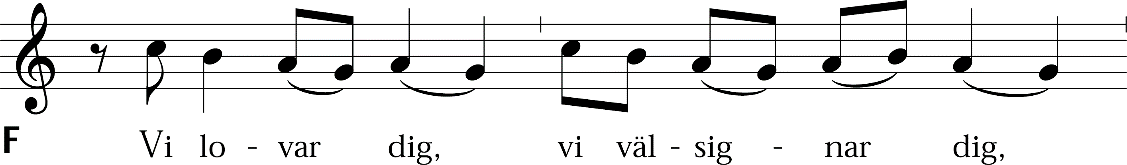 F Vi lo - var dig, vi väl - sig - nar dig,